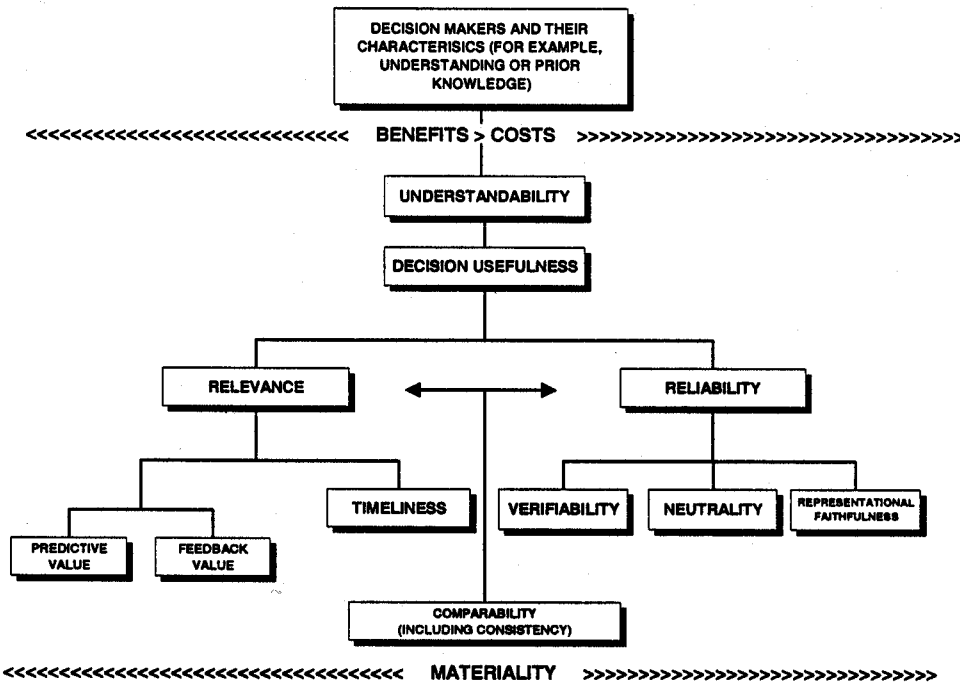 DECISION MAKERS AND THEIR
CHARACTERISICS (FOR EXAMPLE,
UNDERSTANDING OR PRIOR
KNOWLEDGE)
<<<<<<<<<<<<<<<<<<<<<<<<<<<<< BENEFITS > COSTS >>>>>>>>>>>>>>>>>>>>>>>>>>>>>>>>>>
UNDERSTANDABILITY
DECISION USEFULNESS
RELEVANCE
RELIABILITY
TIMELINESS
VERIFIABILITY
NEUTRALITY
REPRESENTATIONAL
FAITHFULNESS
PREDICTIVE
VALUE
FEEDBACK
VALUE
COMPARABILITY
(INCLUDING CONSISTENCY)
<<<<<<<<<<<<<<<<<<<<<<<<<<<<<<<<<<<< MATERIALITY >>>>>>>>>>>>>>>>>>>>>>>>>>>>>>>>